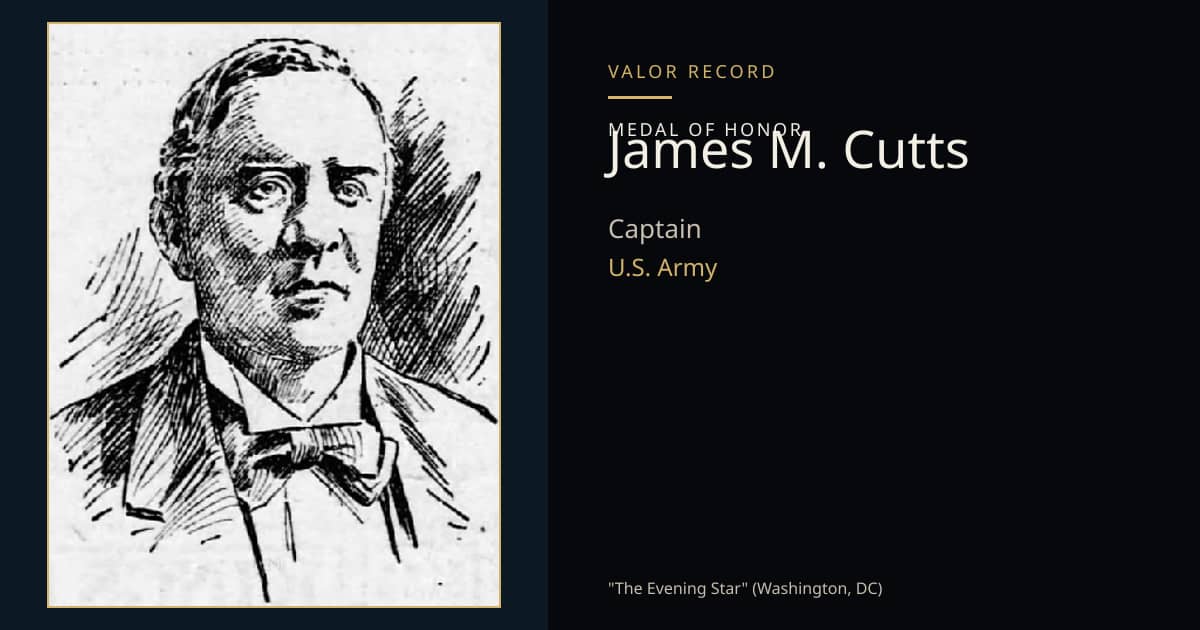 VALOR RECORD
MEDAL OF HONOR
James M. Cutts
Captain
U.S. Army
"The Evening Star" (Washington, DC)